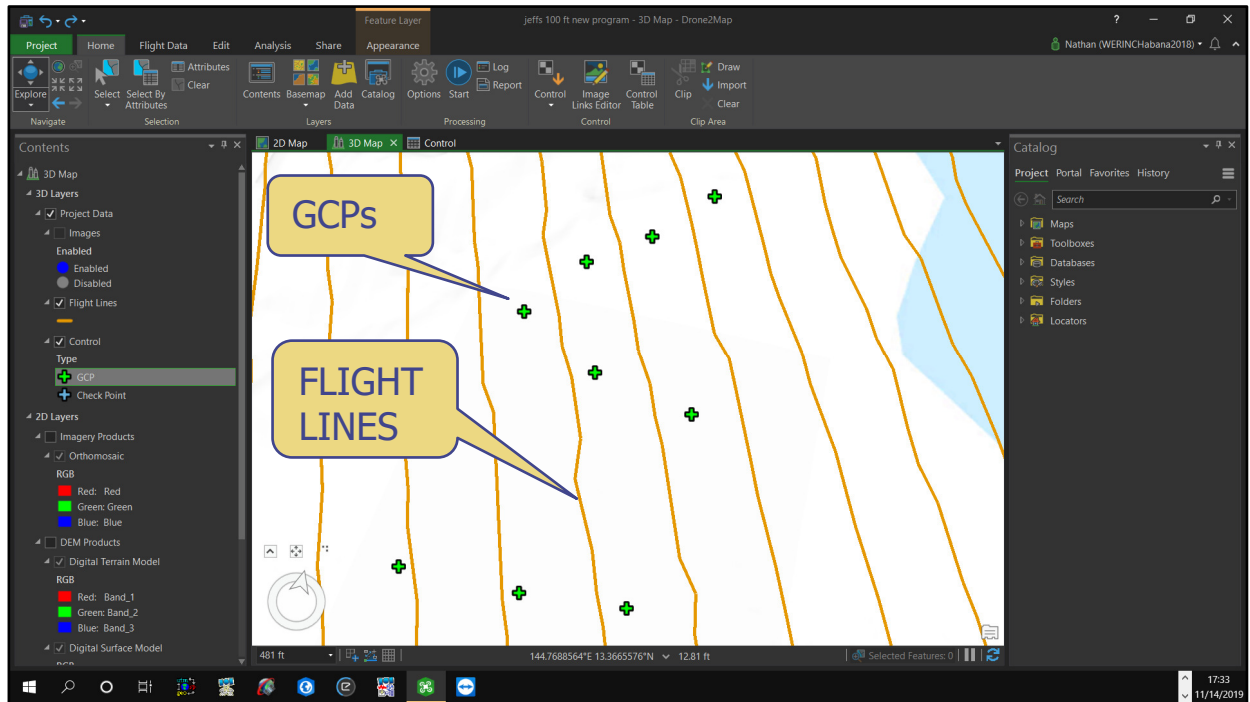 Feature Layer
jeffs 100 ft new program - 3D Map - Drone2Map
?
Project Home Flight Data Edit Analysis Share Appearance
Nathan (WERINCHabana2018)
Explore
Navigate
Select
Select By Attributes
Attributes
Clear
Selection
Contents
Basemap
Add Data
Catalog
Layers
Options
Start
Log
Report
Processing
Control
Image Links Editor
Control Table
Control
Clip
Draw
Import
Clear
Clip Area
Contents
3D Map
3D Layers
Project Data
Images
Enabled
Enabled
Disabled
Flight Lines
Control
Type
GCP
Check Point
2D Layers
Imagery Products
Orthomosaic
RGB
Red: Red
Green: Green
Blue: Blue
DEM Products
Digital Terrain Model
RGB
Red: Band_1
Green: Band_2
Blue: Band_3
Digital Surface Model
2D Map 3D Map Control
GCPs
FLIGHT
LINES
481 ft
144.7688564°E 13.3665576°N 12.81 ft
Selected Features: 0
Catalog
Project Portal Favorites History
Search
Maps
Toolboxes
Databases
Styles
Folders
Locators
17:33
11/14/2019